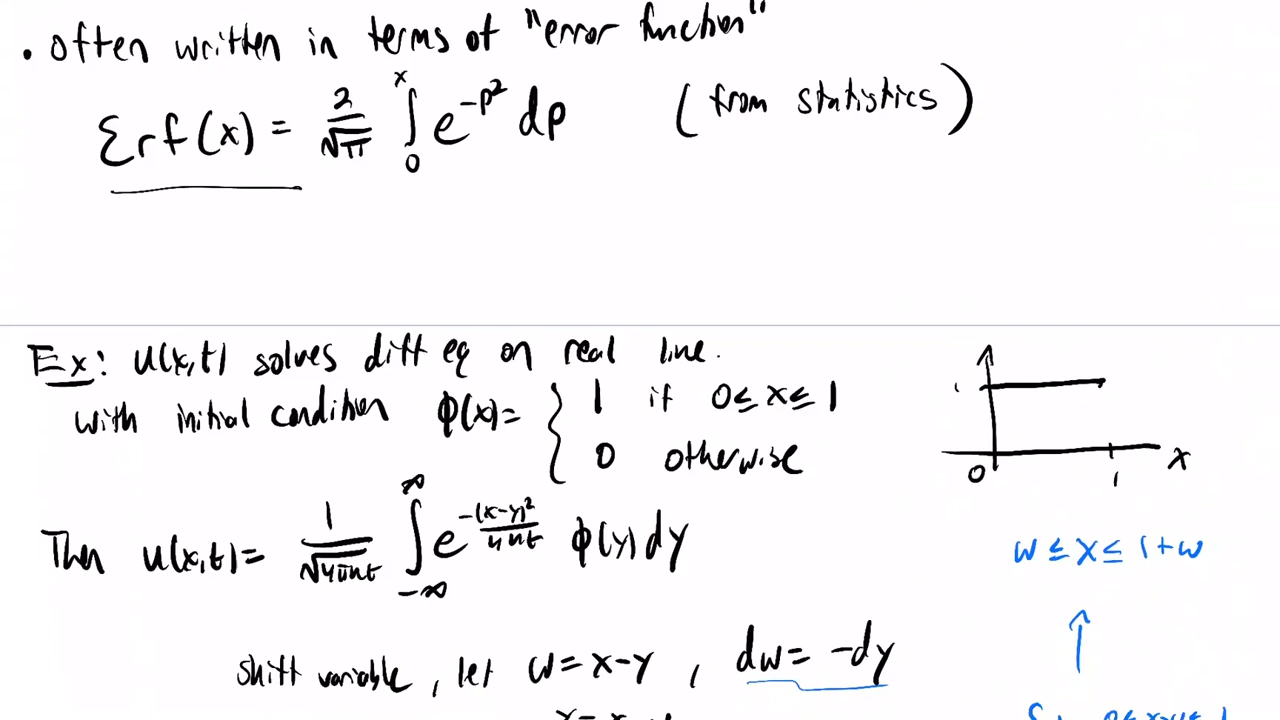 • often written in terms of "error function"
Erf(x) = 2/√π ∫₀ˣ e^{-p²} dp (from statistics)
Ex: u(x,t) solves diff eq on real line.
with initial condition φ(x)= { 1 if 0≤x≤1
0 otherwise
1
0 1 x
Then u(x,t)= 1/√4πkt ∫_{-∞}^{∞} e^{-(x-y)²/4kt} φ(y)dy
w ≤ x ≤ 1+w
↑
shift variable, let w=x-y, dw= -dy